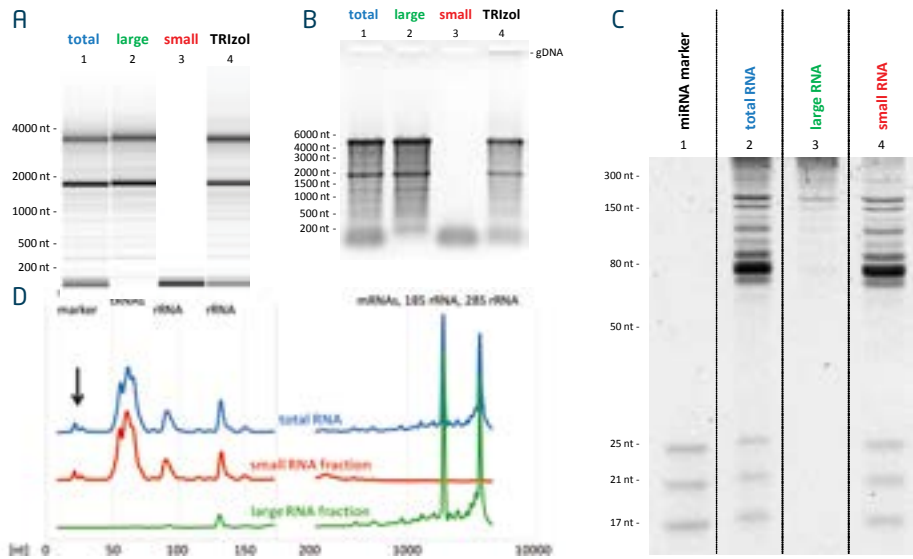 A
total large small TRIzol
1 2 3 4
4000 nt -
2000 nt -
1000 nt -
500 nt -
200 nt -
B
total large small TRIzol
1 2 3 4
- gDNA
6000 nt -
4000 nt -
3000 nt -
2000 nt -
1500 nt -
1000 nt -
500 nt -
200 nt -
C
miRNA marker
total RNA
large RNA
small RNA
1 2 3 4
300 nt -
150 nt -
80 nt -
50 nt -
25 nt -
21 nt -
17 nt -
D
marker tRNAs rRNA rRNA
mRNAs, 18S rRNA, 28S rRNA
total RNA
small RNA fraction
large RNA fraction
[nt] 0 50 100 150 200 1000 10000